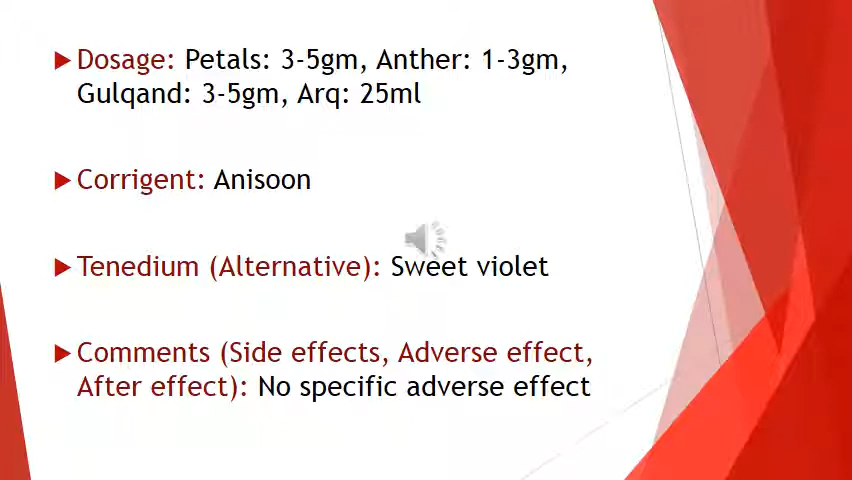 Dosage: Petals: 3-5gm, Anther: 1-3gm,
Gulqand: 3-5gm, Arq: 25ml
Corrigent: Anisoon
Tenedium (Alternative): Sweet violet
Comments (Side effects, Adverse effect,
After effect): No specific adverse effect